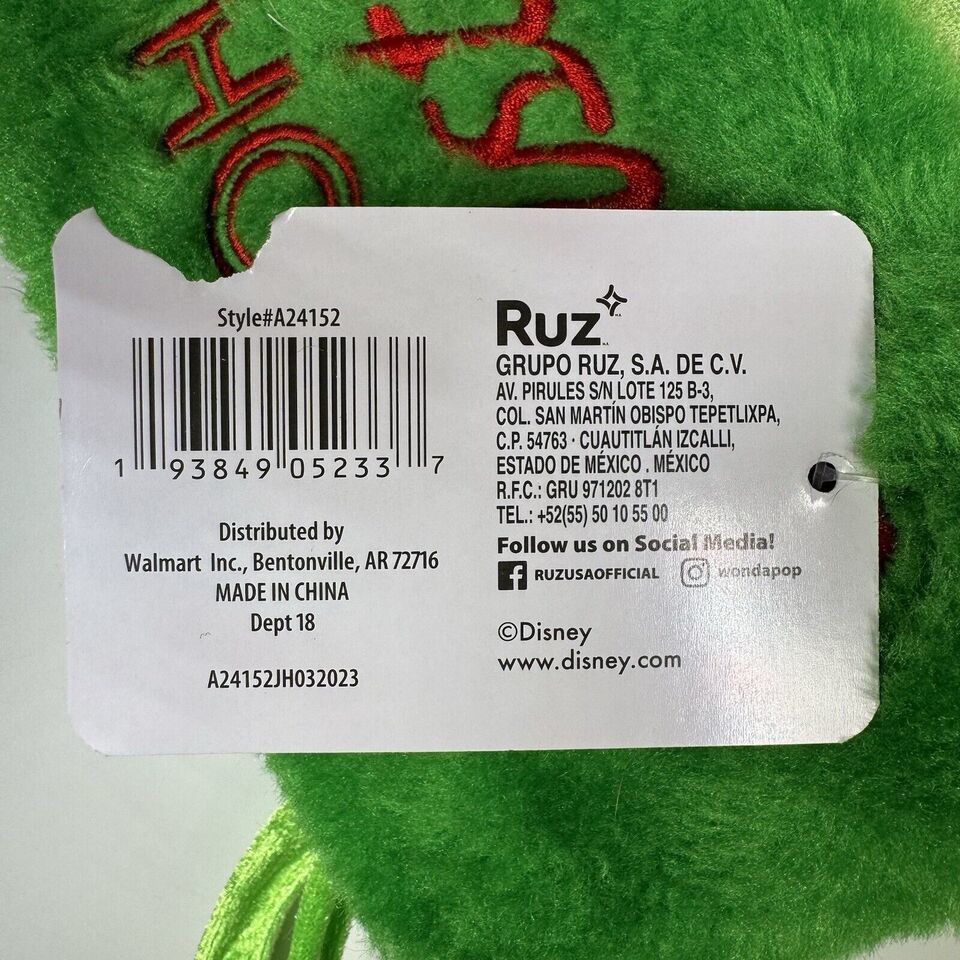 Style#A24152
1 93849 05233 7
Distributed by
Walmart Inc., Bentonville, AR 72716
MADE IN CHINA
Dept 18
A24152JH032023
Ruz
GRUPO RUZ, S.A. DE C.V.
AV. PIRULES S/N LOTE 125 B-3,
COL. SAN MARTÍN OBISPO TEPETLIXPA,
C.P. 54763 · CUAUTITLÁN IZCALLI,
ESTADO DE MÉXICO . MÉXICO
R.F.C.: GRU 971202 8T1
TEL.: +52(55) 50 10 55 00
Follow us on Social Media!
RUZUSAOFFICIAL wondapop
©Disney
www.disney.com